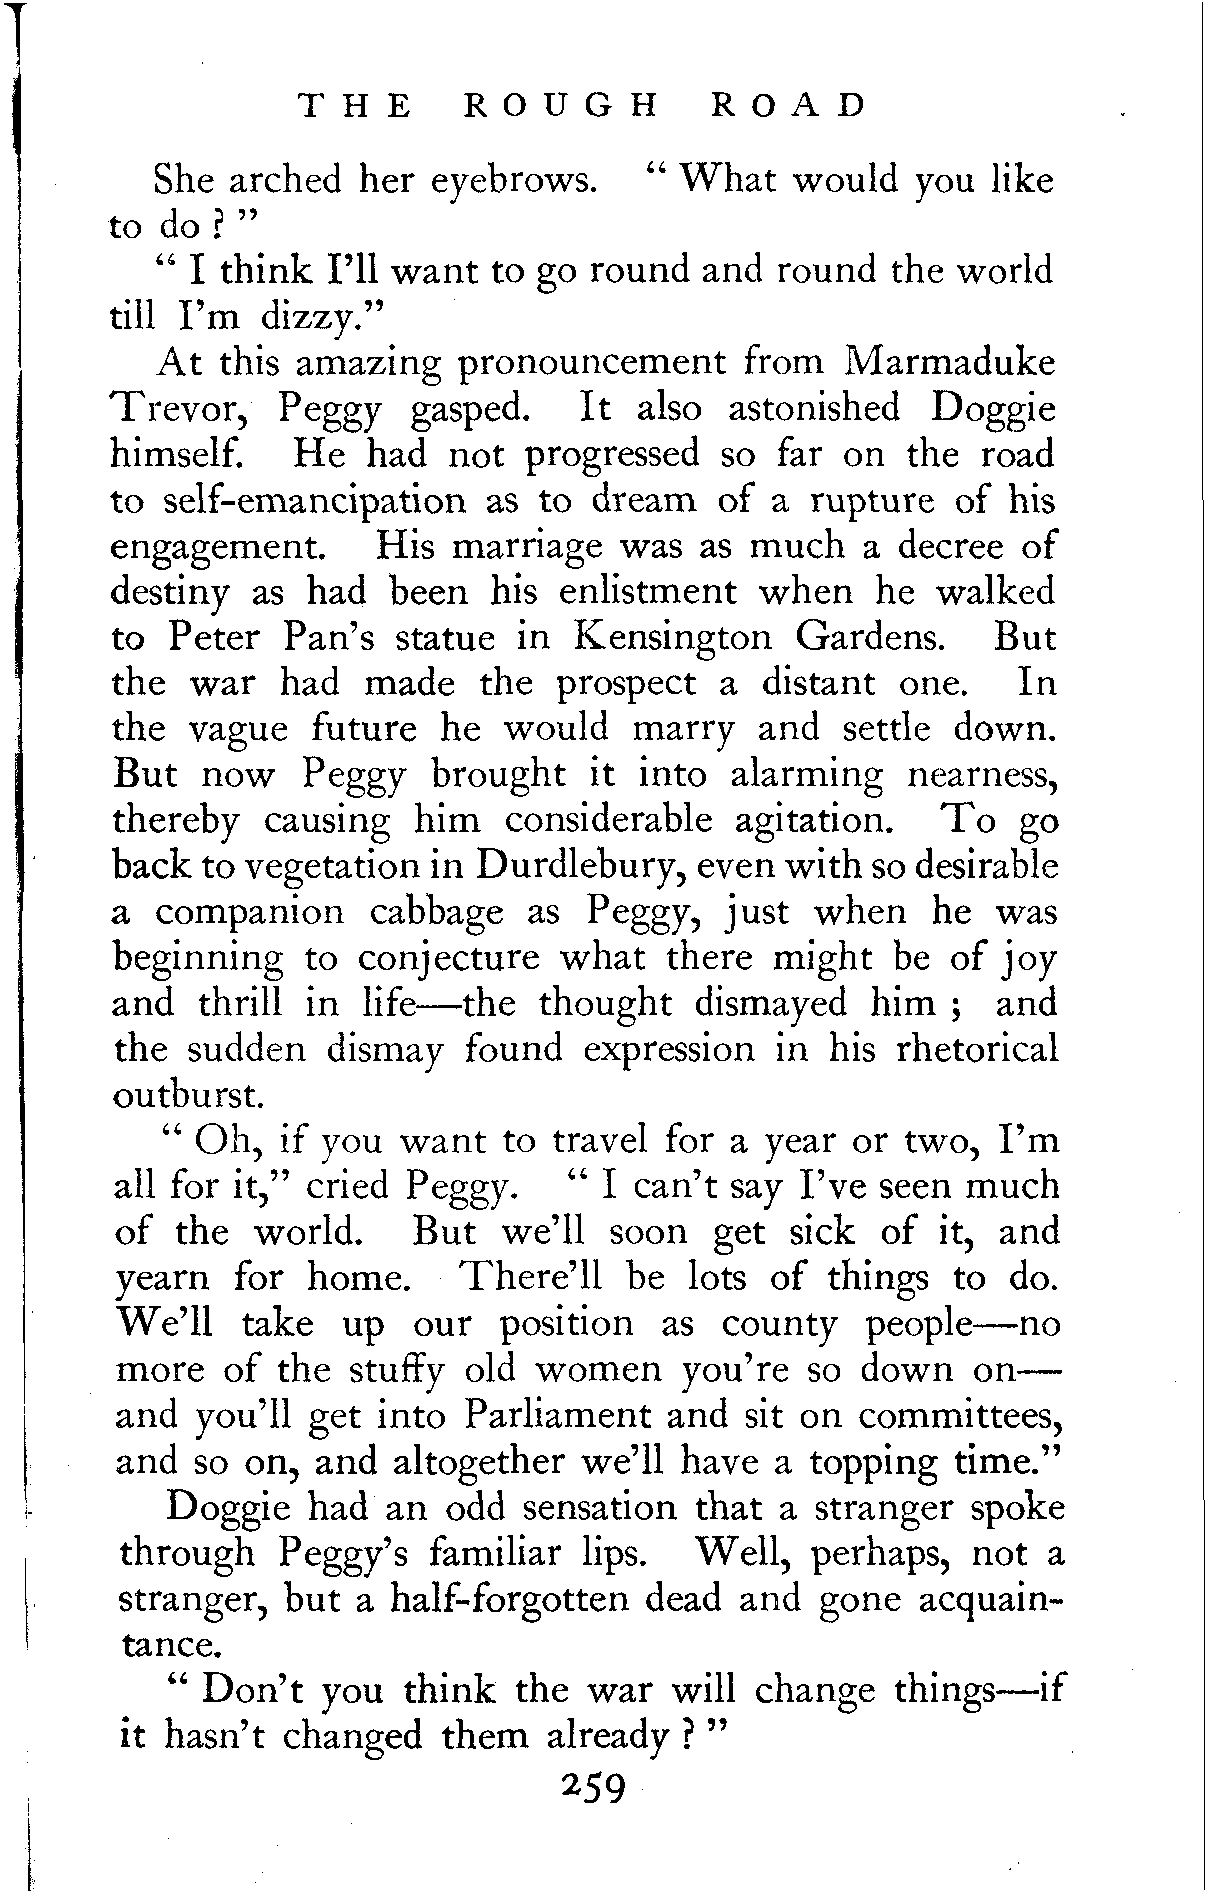 THE ROUGH ROAD
She arched her eyebrows. “ What would you like
to do ? ”
“ I think I’ll want to go round and round the world
till I’m dizzy.”
At this amazing pronouncement from Marmaduke
Trevor, Peggy gasped. It also astonished Doggie
himself. He had not progressed so far on the road
to self-emancipation as to dream of a rupture of his
engagement. His marriage was as much a decree of
destiny as had been his enlistment when he walked
to Peter Pan’s statue in Kensington Gardens. But
the war had made the prospect a distant one. In
the vague future he would marry and settle down.
But now Peggy brought it into alarming nearness,
thereby causing him considerable agitation. To go
back to vegetation in Durdlebury, even with so desirable
a companion cabbage as Peggy, just when he was
beginning to conjecture what there might be of joy
and thrill in life—the thought dismayed him ; and
the sudden dismay found expression in his rhetorical
outburst.
“ Oh, if you want to travel for a year or two, I’m
all for it,” cried Peggy. “ I can’t say I’ve seen much
of the world. But we’ll soon get sick of it, and
yearn for home. There’ll be lots of things to do.
We’ll take up our position as county people—no
more of the stuffy old women you’re so down on—
and you’ll get into Parliament and sit on committees,
and so on, and altogether we’ll have a topping time.”
Doggie had an odd sensation that a stranger spoke
through Peggy’s familiar lips. Well, perhaps, not a
stranger, but a half-forgotten dead and gone acquain-
tance.
“ Don’t you think the war will change things—if
it hasn’t changed them already ? ”
259